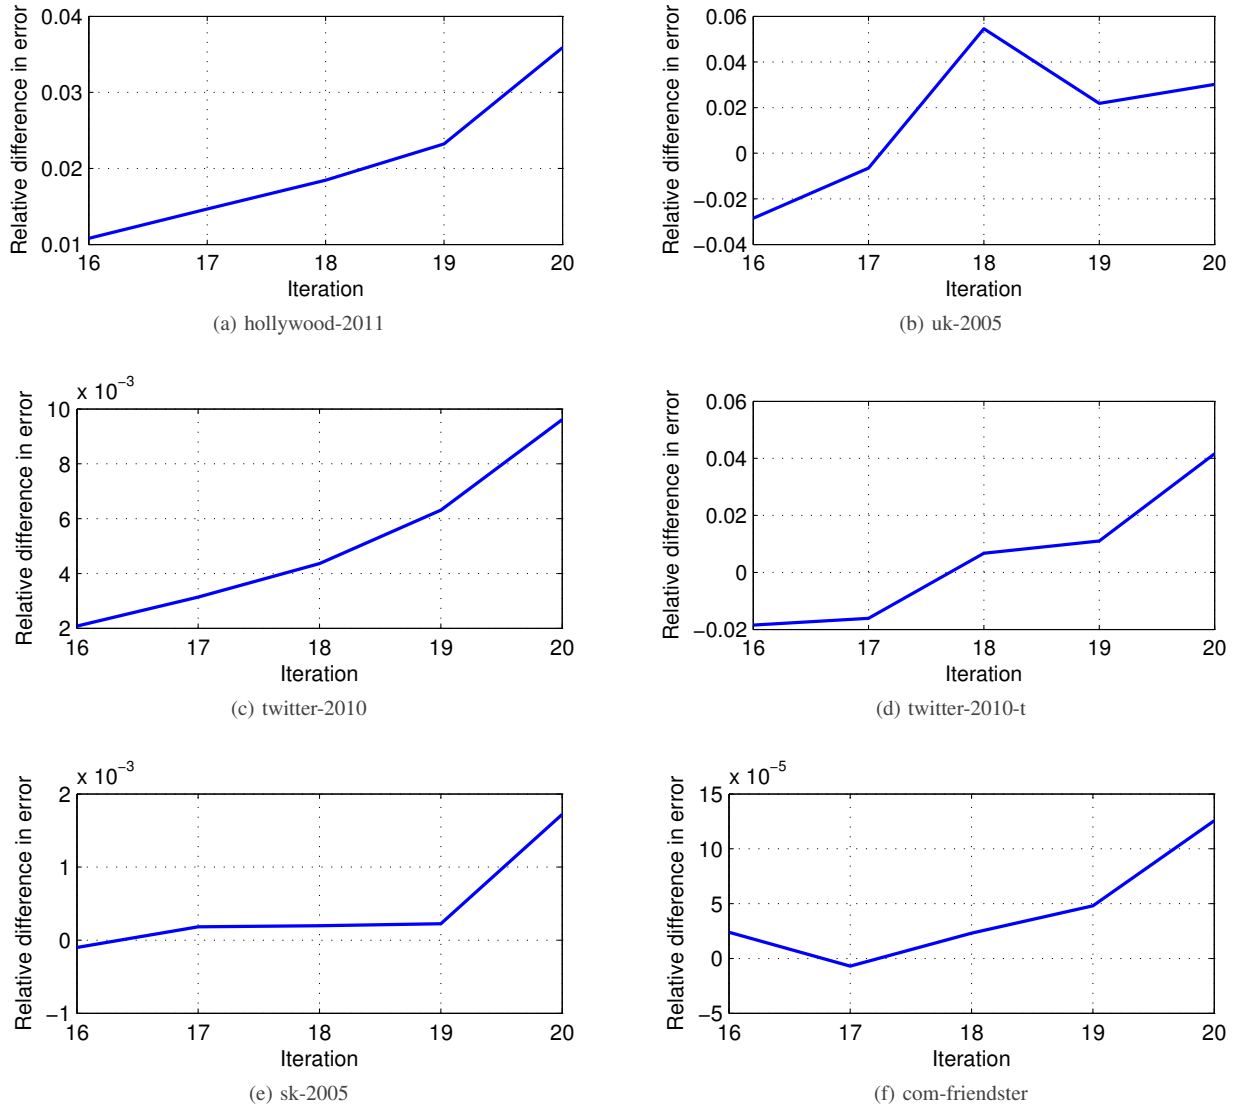 Relative difference in error
0.04
0.03
0.02
0.01
16 17 18 19 20
Iteration
(a) hollywood-2011
Relative difference in error
0.06
0.04
0.02
0
−0.02
−0.04
16 17 18 19 20
Iteration
(b) uk-2005
Relative difference in error
x 10⁻³
10
8
6
4
2
16 17 18 19 20
Iteration
(c) twitter-2010
Relative difference in error
0.06
0.04
0.02
0
−0.02
16 17 18 19 20
Iteration
(d) twitter-2010-t
Relative difference in error
x 10⁻³
2
1
0
−1
16 17 18 19 20
Iteration
(e) sk-2005
Relative difference in error
x 10⁻⁵
15
10
5
0
−5
16 17 18 19 20
Iteration
(f) com-friendster